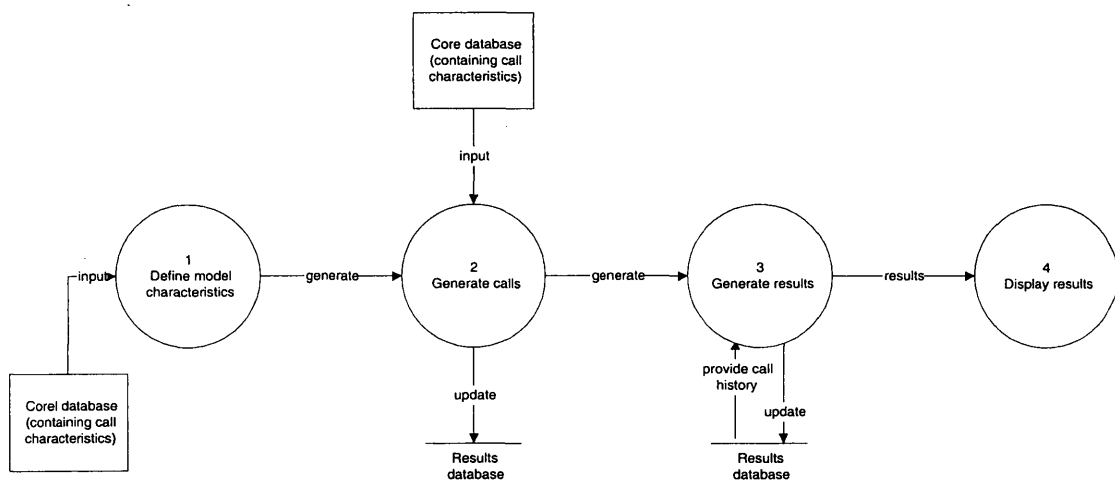 Core database
(containing call
characteristics)
input
1
Define model
characteristics
2
Generate calls
3
Generate results
4
Display results
input
generate
generate
results
Corel database
(containing call
characteristics)
update
provide call
history
update
Results
database
Results
database